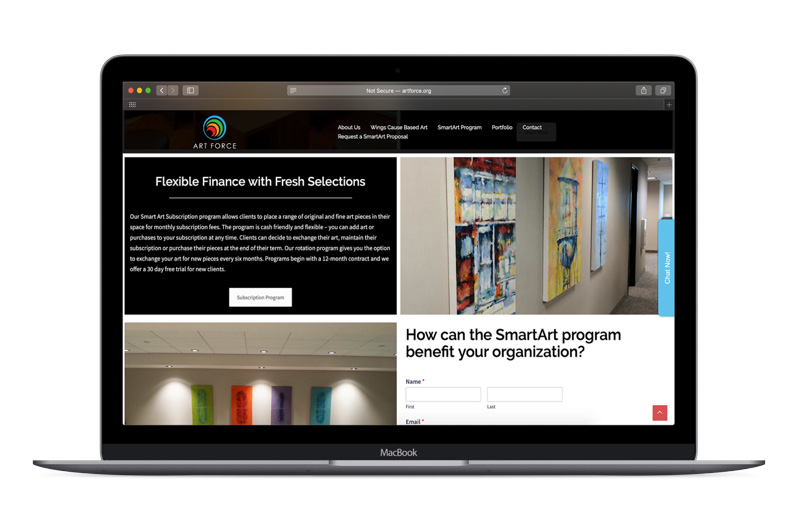 Not Secure — artforce.org
ART FORCE
About Us
Wings Cause Based Art
SmartArt Program
Portfolio
Contact
Request a SmartArt Proposal
Flexible Finance with Fresh Selections
Our Smart Art Subscription program allows clients to place a range of original and fine art pieces in their
space for monthly subscription fees. The program is cash friendly and flexible – you can add art or
purchases to your subscription at any time. Clients can decide to exchange their art, maintain their
subscription or purchase their pieces at the end of their term. Our rotation program gives you the option
to exchange your art for new pieces every six months. Programs begin with a 12-month contract and we
offer a 30 day free trial for new clients.
Subscription Program
Chat Now!
How can the SmartArt program
benefit your organization?
Name *
First
Last
Email *
MacBook